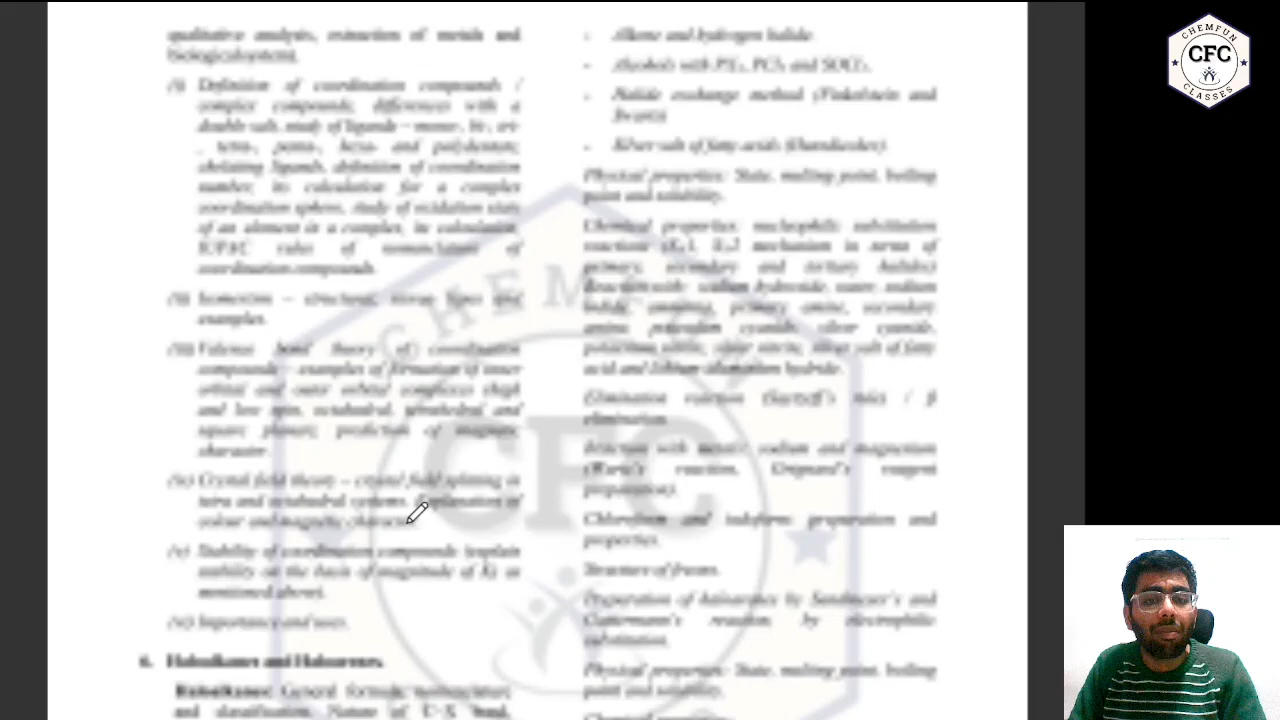 qualitative analysis, extraction of metals and
biological system).
(i) Definition of coordination compounds /
complex compounds; differences with a
double salt, study of ligands – mono-, bi-, tri-
, tetra-, penta-, hexa- and polydentate;
chelating ligands, definition of coordination
number, its calculation for a complex
coordination sphere, study of oxidation state
of an element in a complex, its calculation,
IUPAC rules of nomenclature of
coordination compounds.
(ii) Isomerism – structural, stereo types and
examples.
(iii) Valence bond theory of coordination
compounds – examples of formation of inner
orbital and outer orbital complexes (high
and low spin, octahedral, tetrahedral and
square planar), prediction of magnetic
character.
(iv) Crystal field theory – crystal field splitting in
tetra and octahedral systems. Explanation of
colour and magnetic character.
(v) Stability of coordination compounds (explain
stability on the basis of magnitude of K) as
mentioned above).
(vi) Importance and uses.
6. Haloalkanes and Haloarenes.
Haloalkanes: General formula, nomenclature
and classification. Nature of C–X bond,
- Alkene and hydrogen halide.
- Alcohols with PX3, PCl5 and SOCl2.
- Halide exchange method (Finkelstein and
Swarts)
- Silver salt of fatty acids (Hunsdiecker).
Physical properties: State, melting point, boiling
point and solubility.
Chemical properties: nucleophilic substitution
reactions (SN1, SN2 mechanism in terms of
primary, secondary and tertiary halides)
Reaction with: sodium hydroxide, water, sodium
iodide, ammonia, primary amine, secondary
amine, potassium cyanide, silver cyanide,
potassium nitrite, silver nitrite, silver salt of fatty
acid and lithium-aluminium hydride.
Elimination reaction (Saytzeff's rule) / β
elimination.
Reaction with metals: sodium and magnesium
(Wurtz's reaction, Grignard's reagent
preparation).
Chloroform and iodoform: preparation and
properties.
Structure of freons.
Preparation of haloarenes by Sandmeyer's and
Gattermann's reaction, by electrophilic
substitution.
Physical properties: State, melting point, boiling
point and solubility.
CHEMFUN
CFC
CLASSES
CHEM
CFC